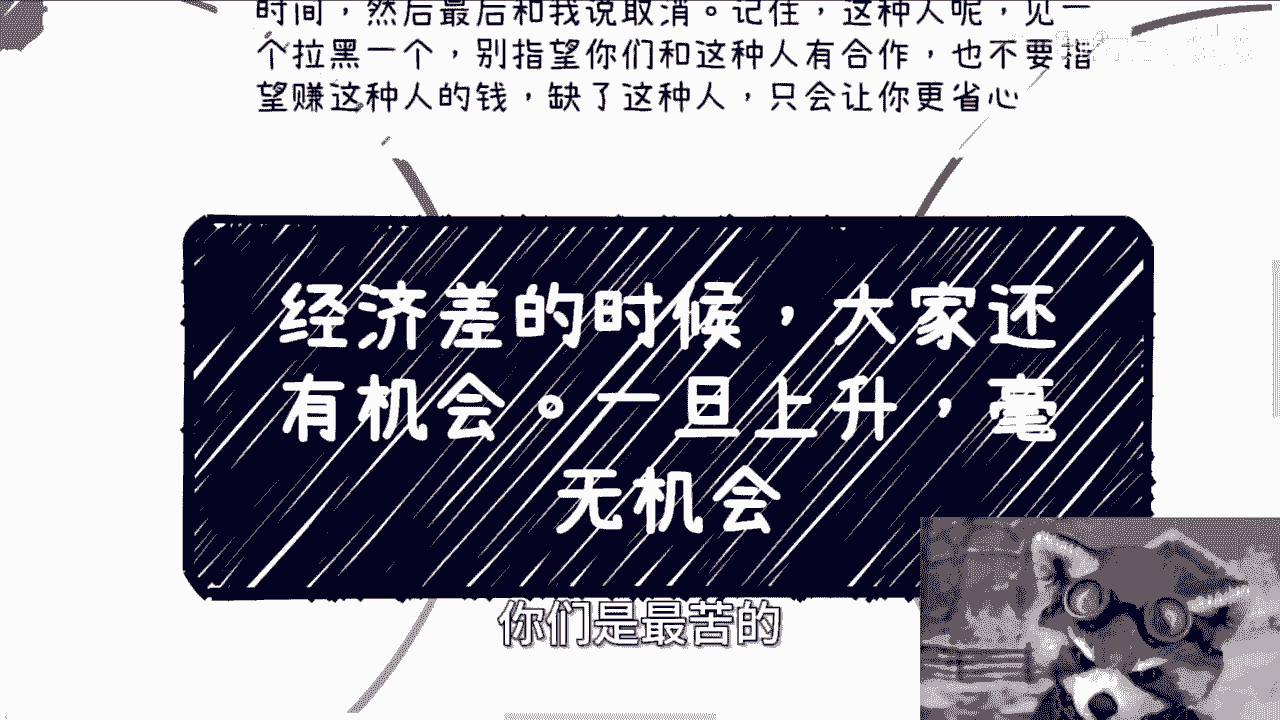 时间，然后最后和我说取消。记住，这种人呢，见一
个拉黑一个，别指望你们和这种人有合作，也不要指
望赚这种人的钱，缺了这种人，只会让你更省心
经济差的时候，大家还
有机会。一旦上升，毫
无机会
你们是最苦的